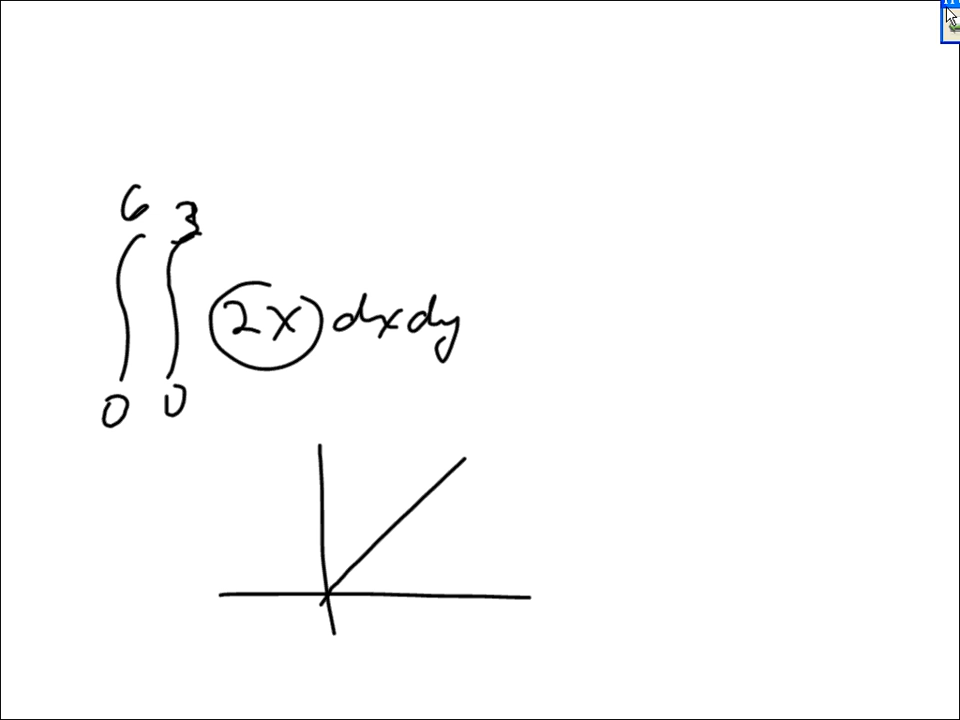 6 3
∫ ∫ 2x dx dy
0 0